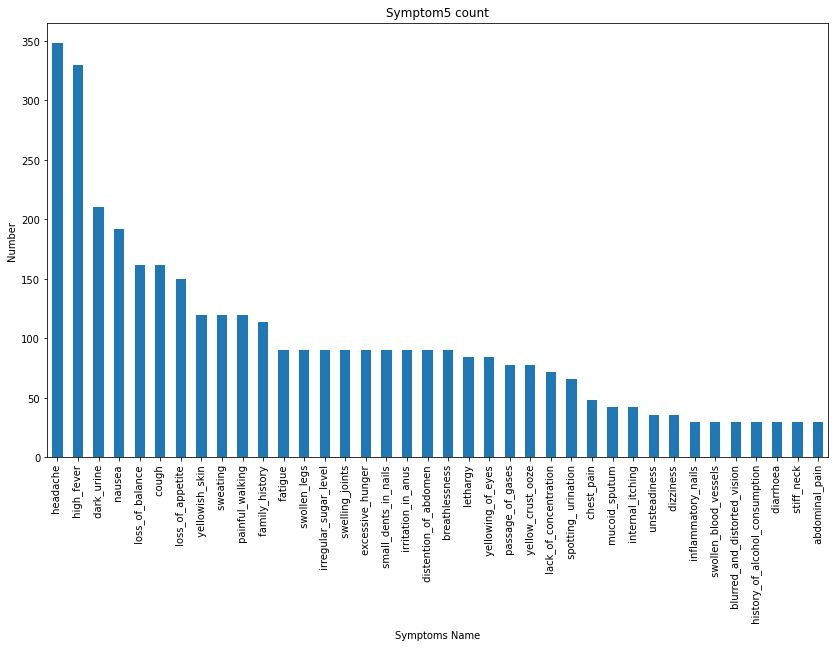 Symptom5 count
350
300
250
200
150
100
50
0
Number
headache
high_fever
dark_urine
nausea
loss_of_balance
cough
loss_of_appetite
yellowish_skin
sweating
painful_walking
family_history
fatigue
swollen_legs
irregular_sugar_level
swelling_joints
excessive_hunger
small_dents_in_nails
irritation_in_anus
distention_of_abdomen
breathlessness
lethargy
yellowing_of_eyes
passage_of_gases
yellow_crust_ooze
lack_of_concentration
spotting_ urination
chest_pain
mucoid_sputum
internal_itching
unsteadiness
dizziness
inflammatory_nails
swollen_blood_vessels
blurred_and_distorted_vision
history_of_alcohol_consumption
diarrhoea
stiff_neck
abdominal_pain
Symptoms Name